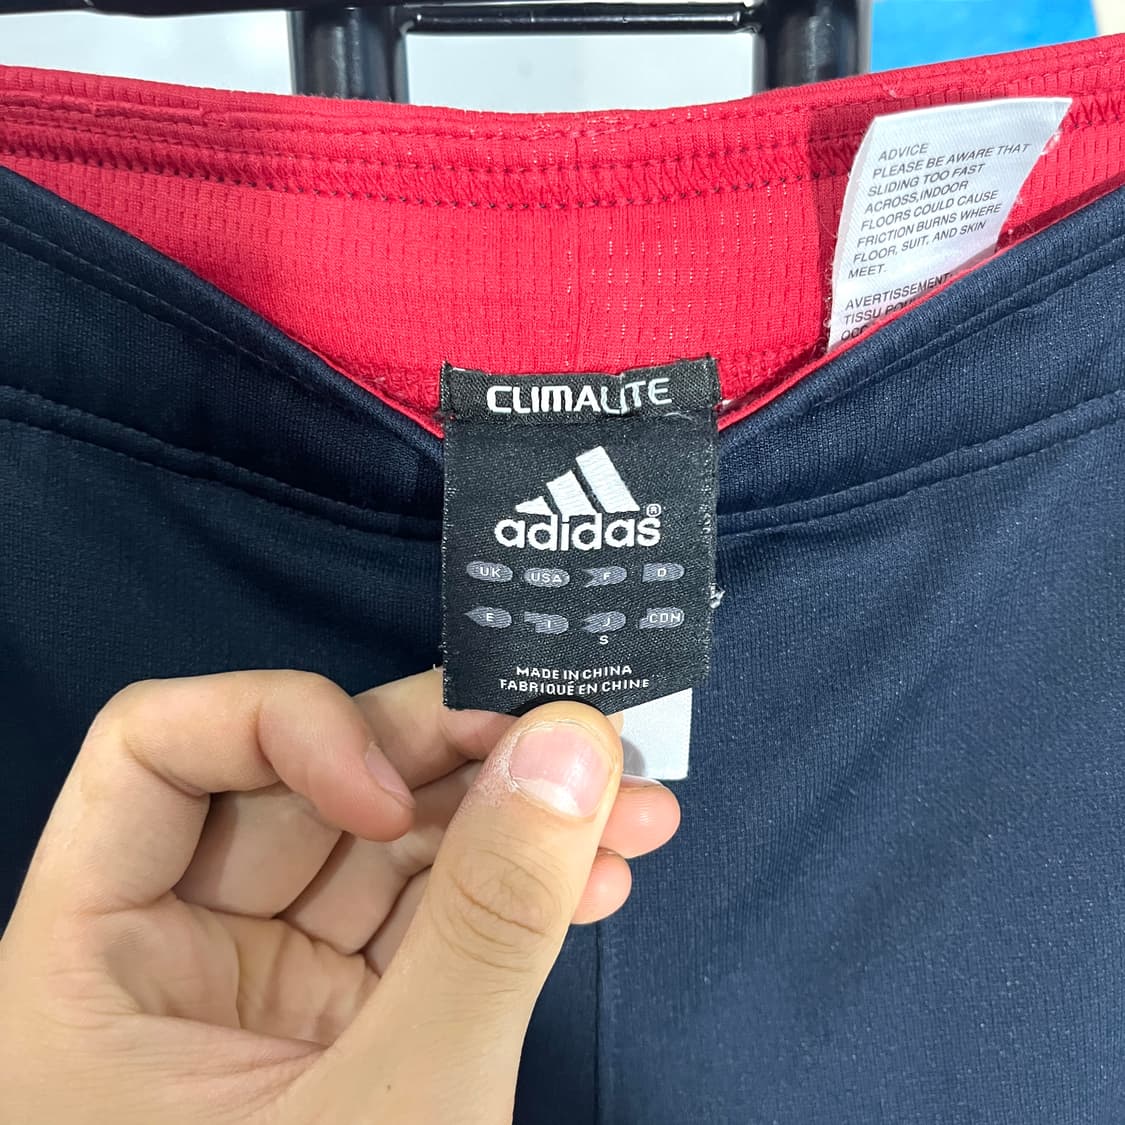 ADVICE
PLEASE BE AWARE THAT
SLIDING TOO FAST
ACROSS,INDOOR
FLOORS COULD CAUSE
FRICTION BURNS WHERE
FLOOR, SUIT, AND SKIN
MEET.
AVERTISSEMENT:
TISSU
CLIMALITE
adidas®
UK USA F D
E I J CDN
S
MADE IN CHINA
FABRIQUÉ EN CHINE